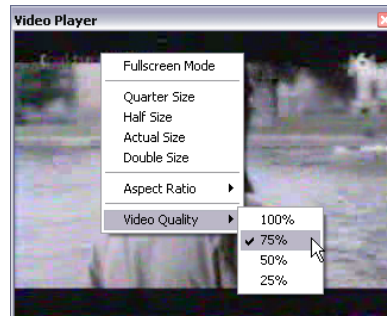 Video Player
Fullscreen Mode
Quarter Size
Half Size
Actual Size
Double Size
Aspect Ratio
Video Quality
100%
75%
50%
25%